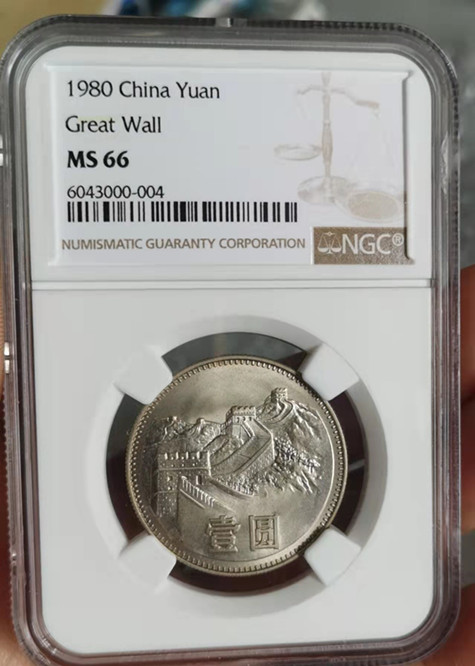 1980 China Yuan
Great Wall
MS 66
6043000-004
NUMISMATIC GUARANTY CORPORATION
NGC®
壹圆